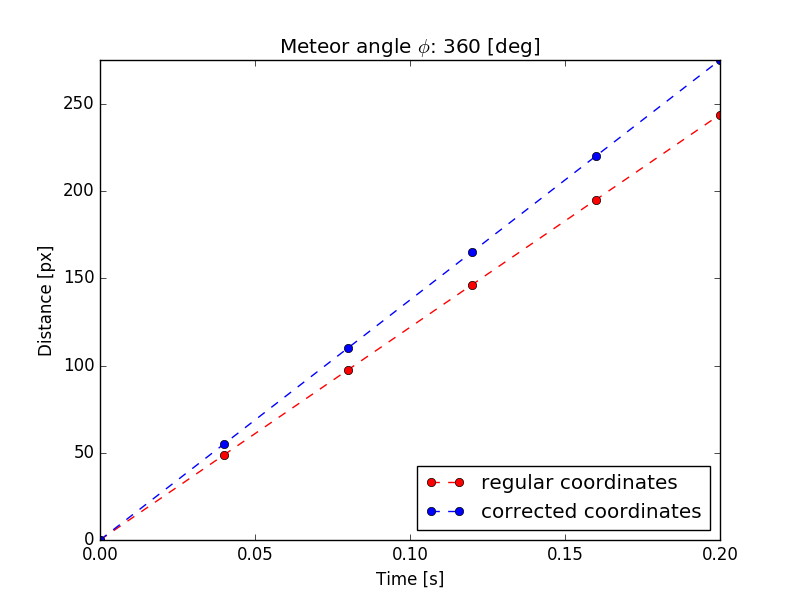 Meteor angle ϕ: 360 [deg]
Distance [px]
250
200
150
100
50
0
0.00
0.05
0.10
0.15
0.20
Time [s]
regular coordinates
corrected coordinates